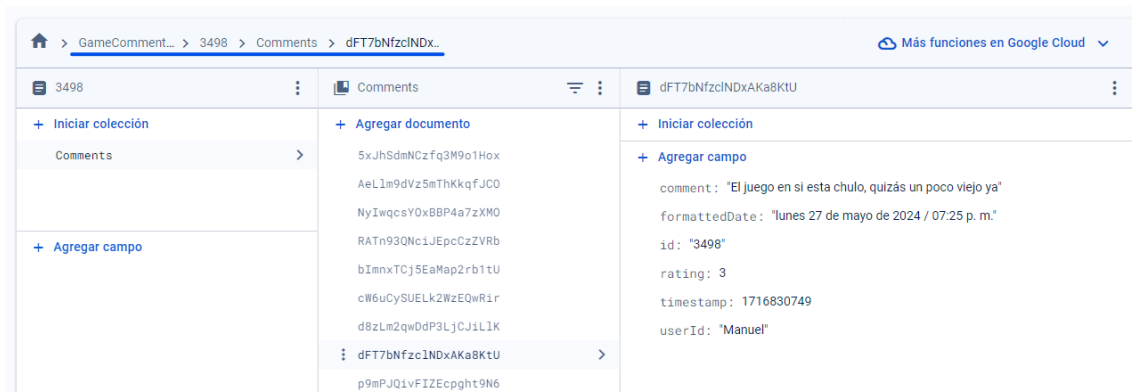 GameComment… > 3498 > Comments > dFT7bNfzclNDx…
Más funciones en Google Cloud
3498
Iniciar colección
Comments
Agregar campo
Comments
Agregar documento
5xJhSdmNCzfq3M9o1Hox
AeLlm9dVz5mThKkqfJCO
NyIwqcsYOxBBP4a7zXMO
RATn93QNciJEpcCzZVRb
bImnxTCj5EaMap2rb1tU
cW6uCySUELk2WzEQwRir
d8zLm2qwDdP3LjCJiLlK
dFT7bNfzclNDxAKa8KtU
p9mPJQivFIZEcpght9N6
dFT7bNfzclNDxAKa8KtU
Iniciar colección
Agregar campo
comment: "El juego en si esta chulo, quizás un poco viejo ya"
formattedDate: "lunes 27 de mayo de 2024 / 07:25 p. m."
id: "3498"
rating: 3
timestamp: 1716830749
userId: "Manuel"